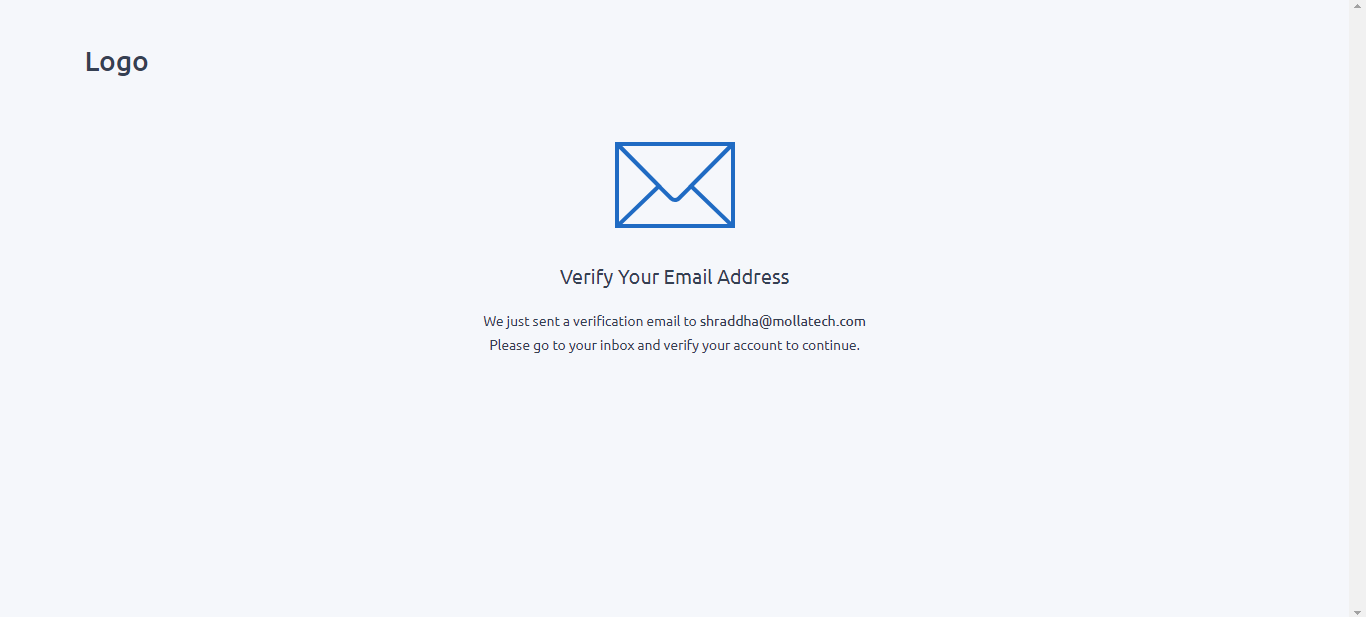 Logo
Verify Your Email Address
We just sent a verification email to shraddha@mollatech.com
Please go to your inbox and verify your account to continue.